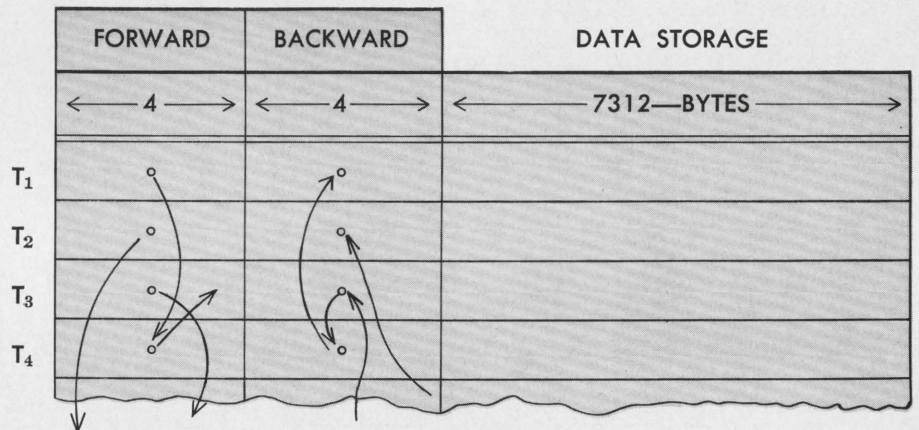 FORWARD BACKWARD DATA STORAGE
4 4 7312—BYTES
T₁
T₂
T₃
T₄